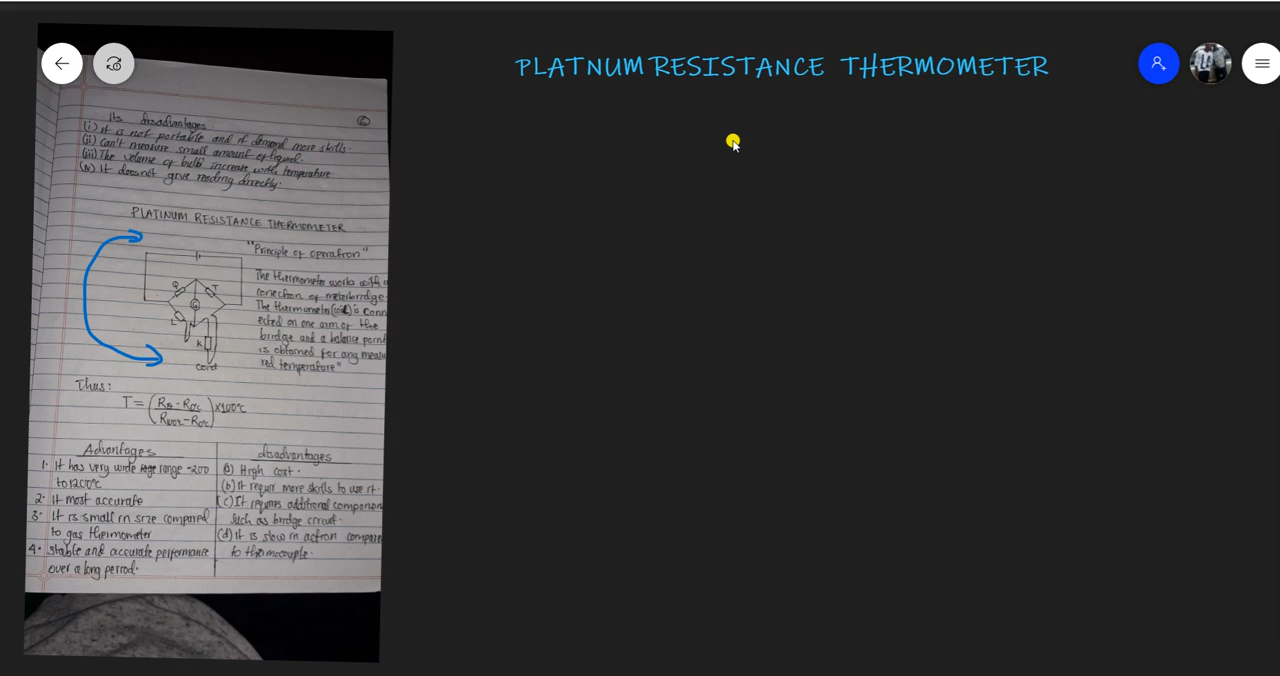 PLATNUM RESISTANCE THERMOMETER
(6)
Its disadvantages
(i) It is not portable and it demand more skills.
(ii) Can't measure small amount of liquid.
(iii) The volume of bulb increase with temperature
(iv) It does not give reading directly.
PLATINUM RESISTANCE THERMOMETER
"Principle of operation"
The thermometer works with
conection of meterbridge.
The thermometer (coil) is conn
ected on one arm of the
bridge and a balance point
is obtained for any measu
red temperature"
Q
T
G
L
K
Thus:
T = (Rθ - R0°C / R100°C - R0°C) × 100°C
Advantages
1. It has very wide range -200
to 1200°C
2. It most accurate
3. It is small in size compared
to gas thermometer
4. Stable and accurate performance
over a long period.
disadvantages
(a) High cost.
(b) It requir more skills to use it.
(c) It requires additional componen
such as bridge circuit.
(d) It is slow in action compare
to thermocouple.